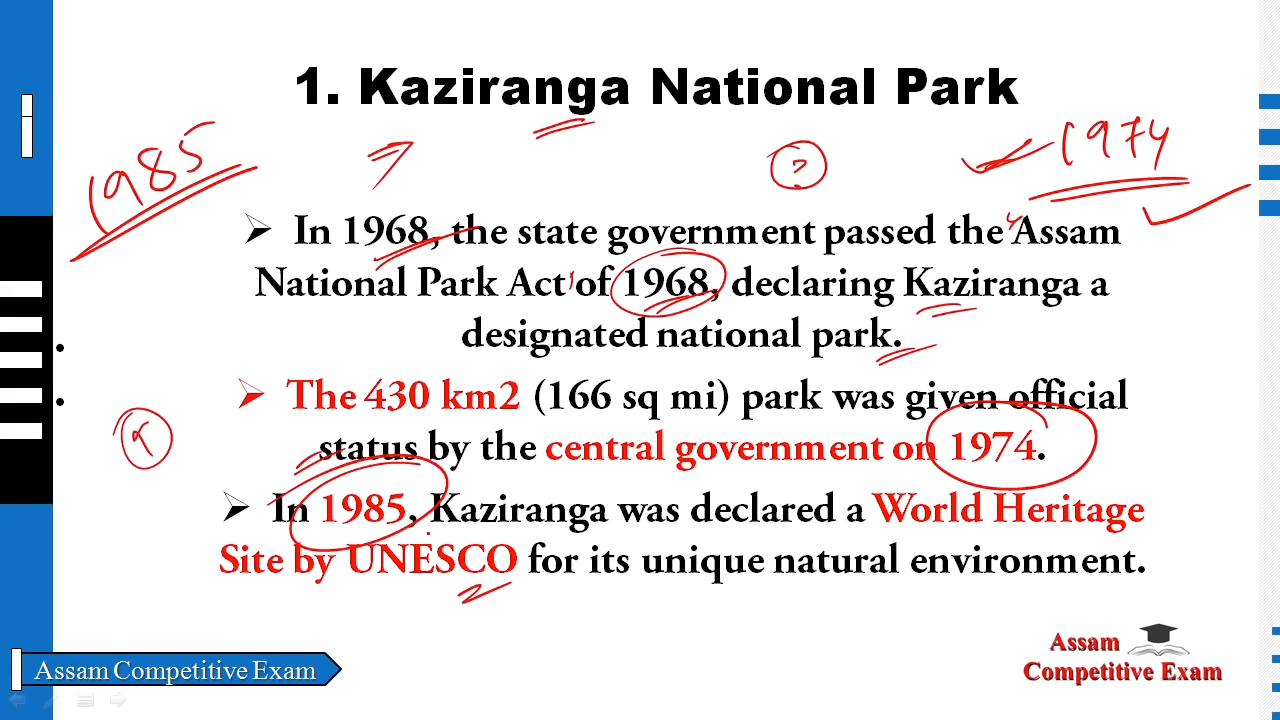 1. Kaziranga National Park
1985
?
1974
➢ In 1968, the state government passed the Assam
National Park Act of 1968, declaring Kaziranga a
designated national park.
➢ The 430 km2 (166 sq mi) park was given official
status by the central government on 1974.
➢ In 1985, Kaziranga was declared a World Heritage
Site by UNESCO for its unique natural environment.
Assam Competitive Exam
Assam
Competitive Exam